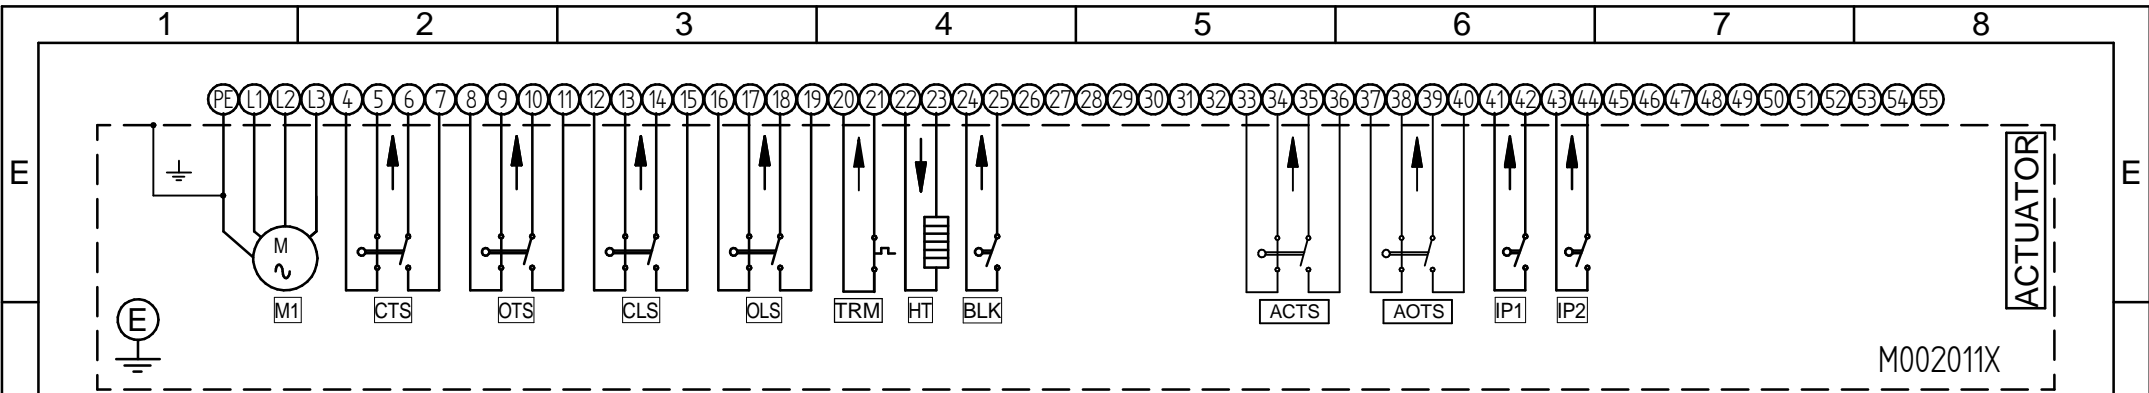 1 2 3 4 5 6 7 8
PE L1 L2 L3 4 5 6 7 8 9 10 11 12 13 14 15 16 17 18 19 20 21 22 23 24 25 26 27 28 29 30 31 32 33 34 35 36 37 38 39 40 41 42 43 44 45 46 47 48 49 50 51 52 53 54 55
E E
ACTUATOR
M
M1 CTS OTS CLS OLS TRM HT BLK ACTS AOTS IP1 IP2
E
M002011X